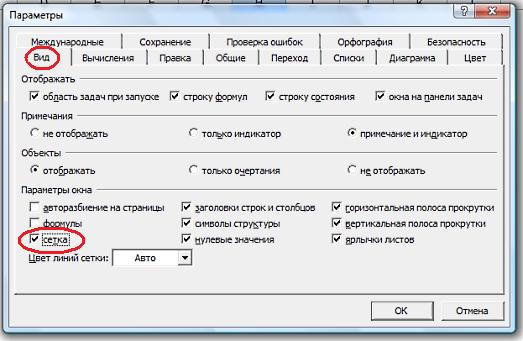 Параметры
Международные Сохранение Проверка ошибок Орфография Безопасность
Вид Вычисления Правка Общие Переход Списки Диаграмма Цвет
Отображать
область задач при запуске строку формул строку состояния окна на панели задач
Примечания
не отображать только индикатор примечание и индикатор
Объекты
отображать только очертания не отображать
Параметры окна
авторазбиение на страницы заголовки строк и столбцов горизонтальная полоса прокрутки
формулы символы структуры вертикальная полоса прокрутки
сетка нулевые значения ярлычки листов
Цвет линий сетки: Авто
ОК Отмена